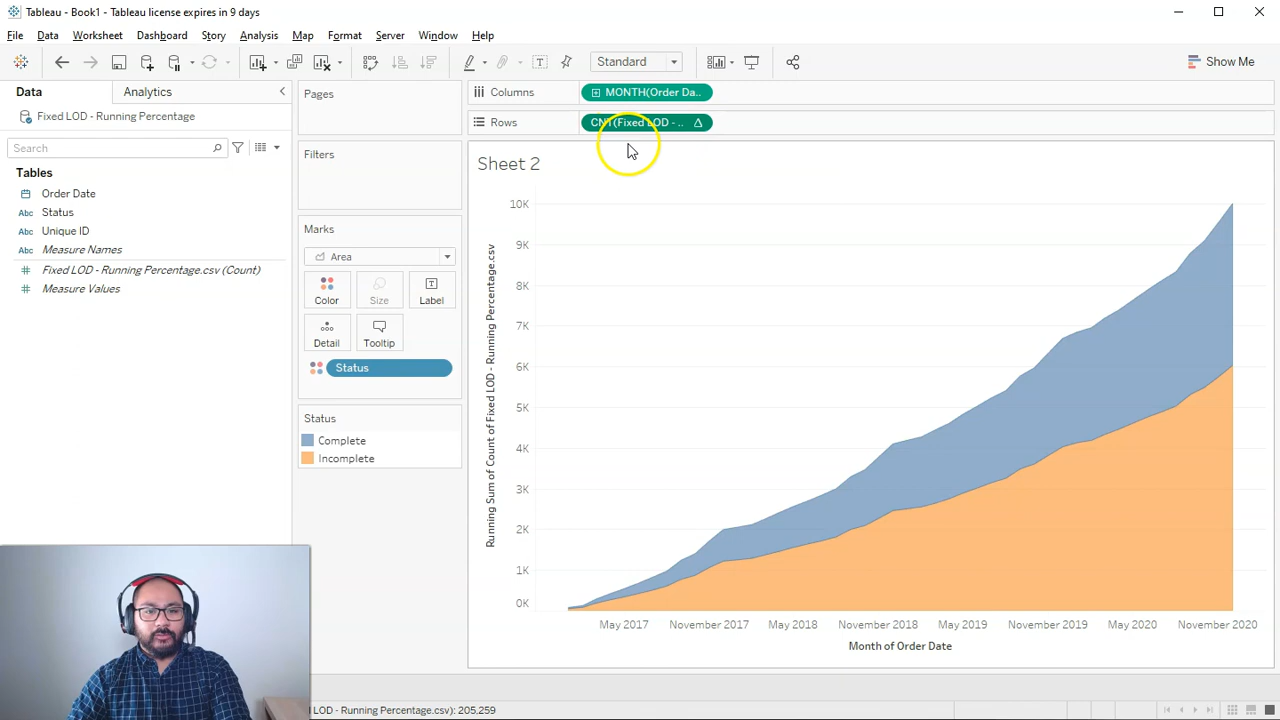 Tableau - Book1 - Tableau license expires in 9 days
File Data Worksheet Dashboard Story Analysis Map Format Server Window Help
Standard
Show Me
Data Analytics
Fixed LOD - Running Percentage
Search
Tables
Order Date
Abc Status
Abc Unique ID
Abc Measure Names
Fixed LOD - Running Percentage.csv (Count)
Measure Values
Pages
Filters
Marks
Area
Color Size Label
Detail Tooltip
Status
Status
Complete
Incomplete
Columns MONTH(Order Da..
Rows CNT(Fixed LOD - ..
Sheet 2
Running Sum of Count of Fixed LOD - Running Percentage.csv
10K
9K
8K
7K
6K
5K
4K
3K
2K
1K
0K
May 2017 November 2017 May 2018 November 2018 May 2019 November 2019 May 2020 November 2020
Month of Order Date
LOD - Running Percentage.csv): 205,259